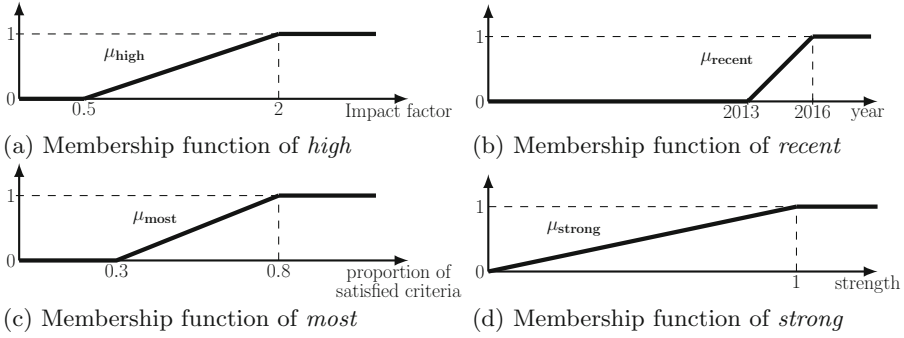 1
μhigh
0
0.5
2
Impact factor
(a) Membership function of high
1
μrecent
0
2013
2016
year
(b) Membership function of recent
1
μmost
0
0.3
0.8
proportion of
satisfied criteria
(c) Membership function of most
1
μstrong
0
1
strength
(d) Membership function of strong